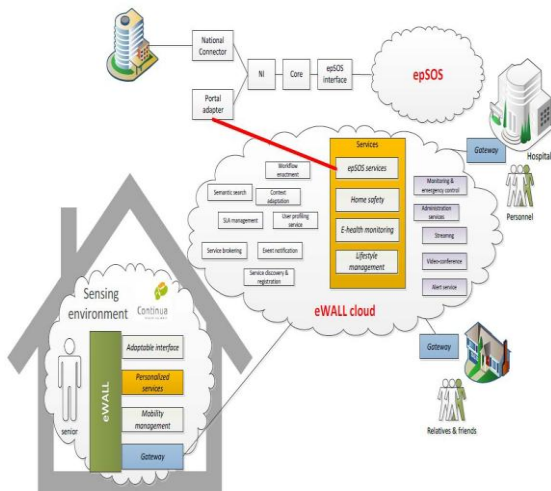 National
Connector
NI
Core
epSOS
interface
epSOS
Portal
adapter
Hospital
Gateway
Personnel
Services
epSOS services
Home safety
E-health monitoring
Lifestyle
management
Workflow
enactment
Semantic search
Context
adaptation
SLA management
User profiling
service
Service brokering
Event notification
Service discovery &
registration
Monitoring &
emergency control
Administration
services
Streaming
Video-conference
Alert service
eWALL cloud
Gateway
Relatives & friends
Sensing
environment
Continua
senior
eWALL
Adaptable interface
Personalized
services
Mobility
management
Gateway